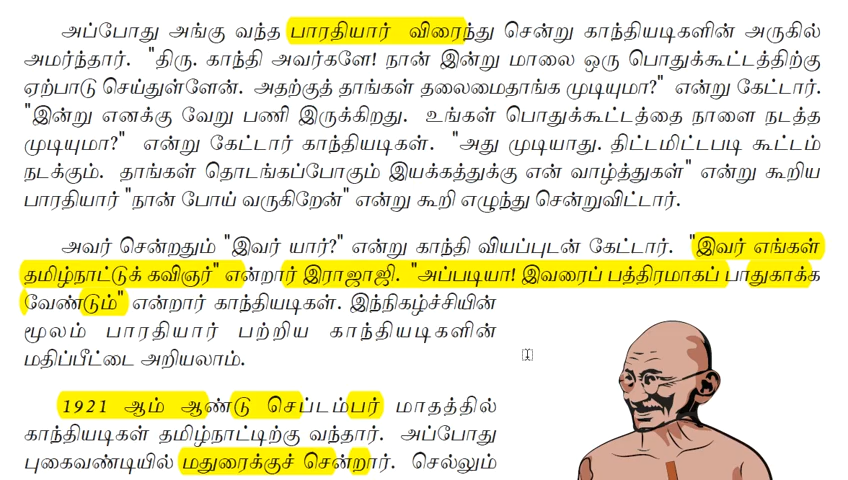 அப்போது அங்கு வந்த பாரதியார் விரைந்து சென்று காந்தியடிகளின் அருகில்
அமர்ந்தார். "திரு. காந்தி அவர்களே! நான் இன்று மாலை ஒரு பொதுக்கூட்டத்திற்கு
ஏற்பாடு செய்துள்ளேன். அதற்குத் தாங்கள் தலைமைதாங்க முடியுமா?" என்று கேட்டார்.
"இன்று எனக்கு வேறு பணி இருக்கிறது. உங்கள் பொதுக்கூட்டத்தை நாளை நடத்த
முடியுமா?" என்று கேட்டார் காந்தியடிகள். "அது முடியாது. திட்டமிட்டபடி கூட்டம்
நடக்கும். தாங்கள் தொடங்கப்போகும் இயக்கத்துக்கு என் வாழ்த்துகள்" என்று கூறிய
பாரதியார் "நான் போய் வருகிறேன்" என்று கூறி எழுந்து சென்றுவிட்டார்.
அவர் சென்றதும் "இவர் யார்?" என்று காந்தி வியப்புடன் கேட்டார். "இவர் எங்கள்
தமிழ்நாட்டுக் கவிஞர்" என்றார் இராஜாஜி. "அப்படியா! இவரைப் பத்திரமாகப் பாதுகாக்க
வேண்டும்" என்றார் காந்தியடிகள். இந்நிகழ்ச்சியின்
மூலம் பாரதியார் பற்றிய காந்தியடிகளின்
மதிப்பீட்டை அறியலாம்.
1921 ஆம் ஆண்டு செப்டம்பர் மாதத்தில்
காந்தியடிகள் தமிழ்நாட்டிற்கு வந்தார். அப்போது
புகைவண்டியில் மதுரைக்குச் சென்றார். செல்லும்